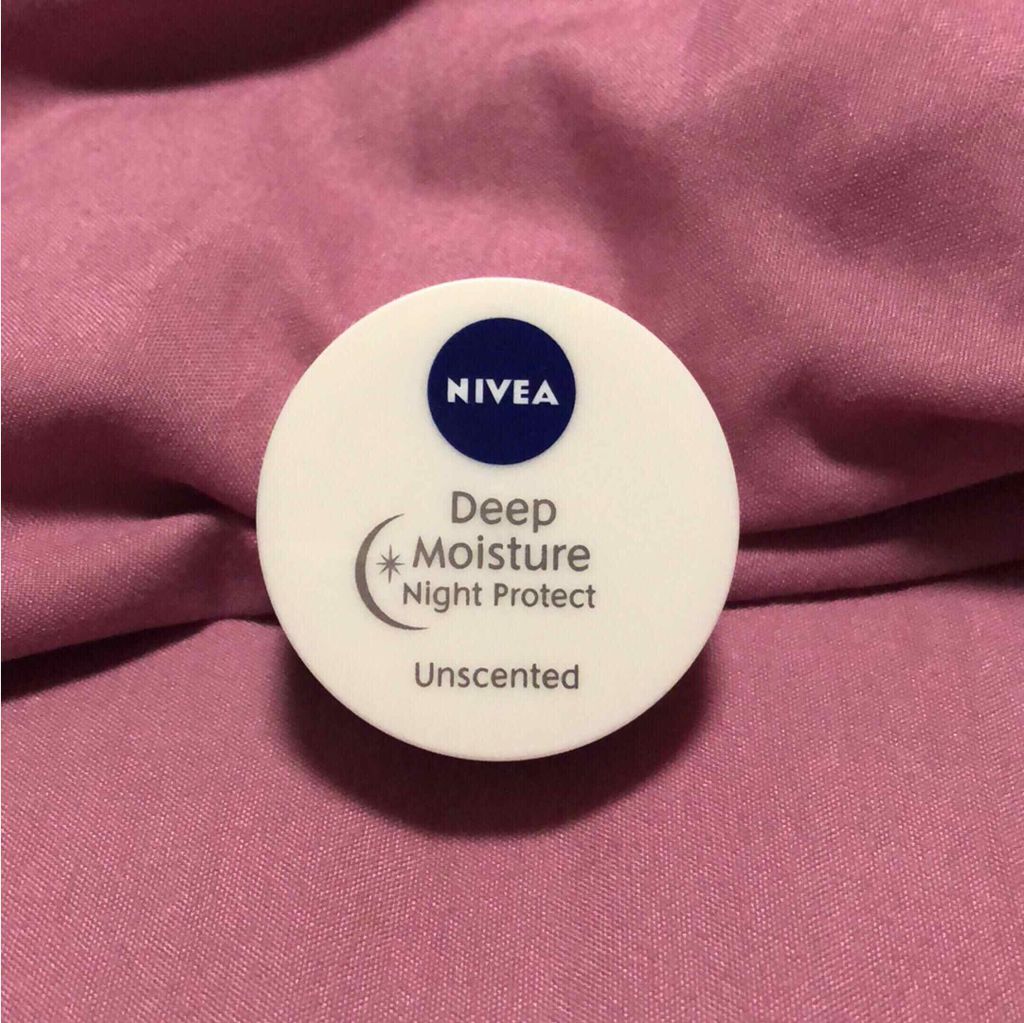 NIVEA
Deep
Moisture
Night Protect
Unscented